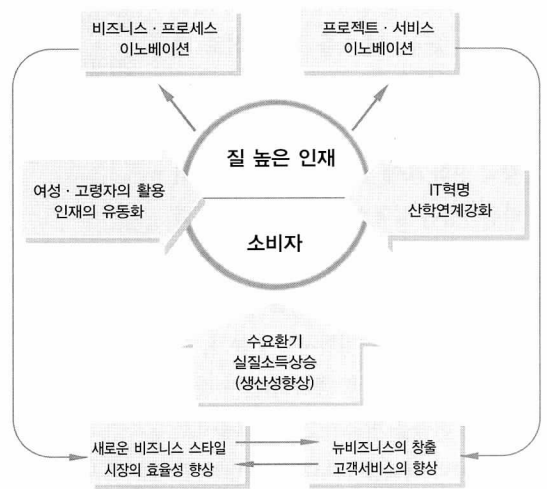 비즈니스 · 프로세스
이노베이션
프로젝트 · 서비스
이노베이션
질 높은 인재
여성 · 고령자의 활용
인재의 유동화
IT혁명
산학연계강화
소비자
수요환기
실질소득상승
(생산성향상)
새로운 비즈니스 스타일
시장의 효율성 향상
뉴비즈니스의 창출
고객서비스의 향상